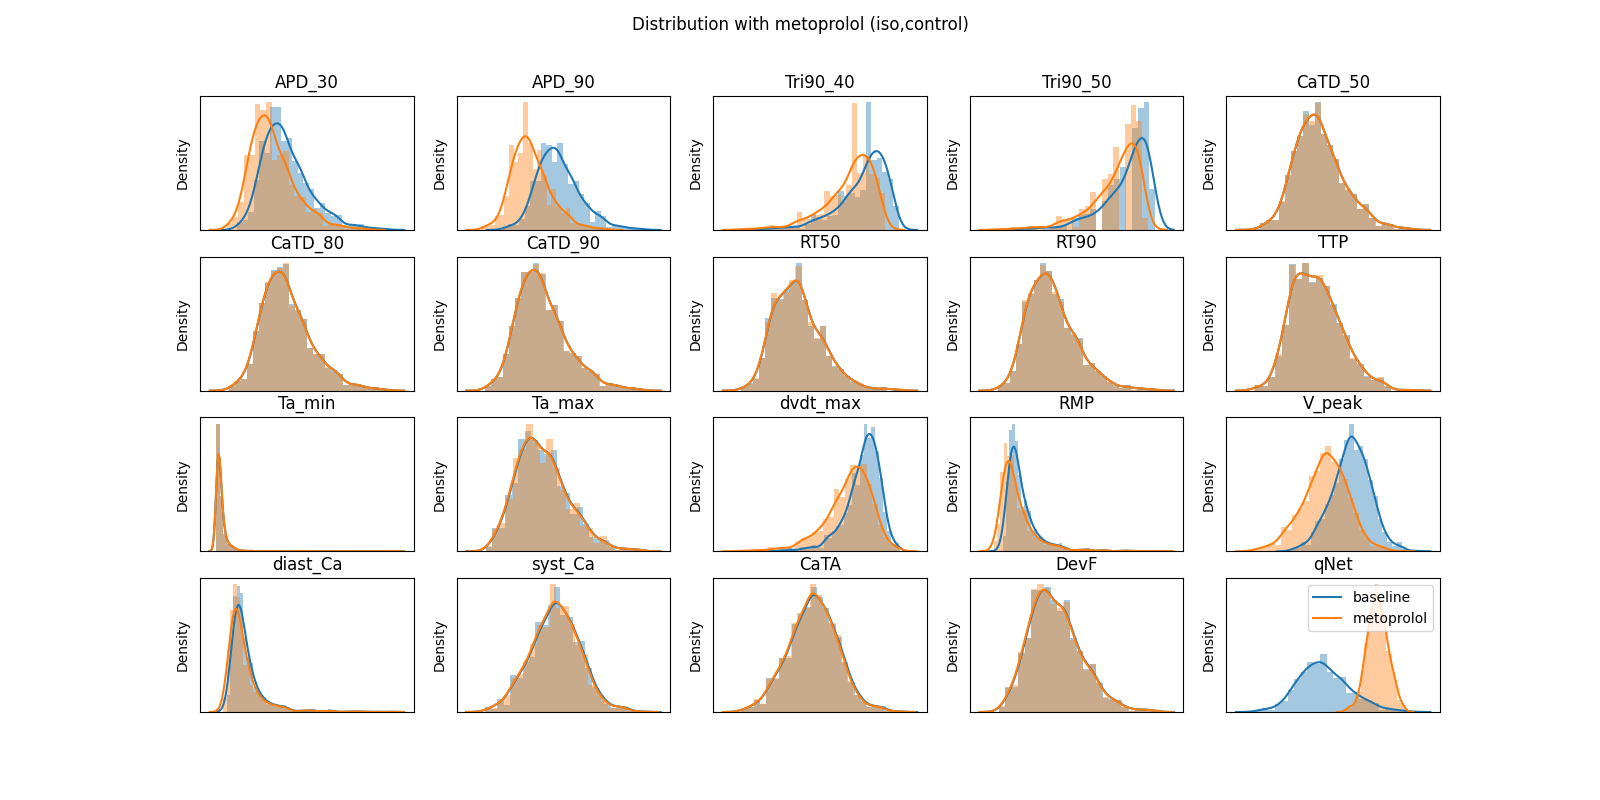 Distribution with metoprolol (iso,control)
APD_30
APD_90
Tri90_40
Tri90_50
CaTD_50
Density
Density
Density
Density
Density
CaTD_80
CaTD_90
RT50
RT90
TTP
Density
Density
Density
Density
Density
Ta_min
Ta_max
dvdt_max
RMP
V_peak
Density
Density
Density
Density
Density
diast_Ca
syst_Ca
CaTA
DevF
qNet
Density
Density
Density
Density
Density
baseline
metoprolol